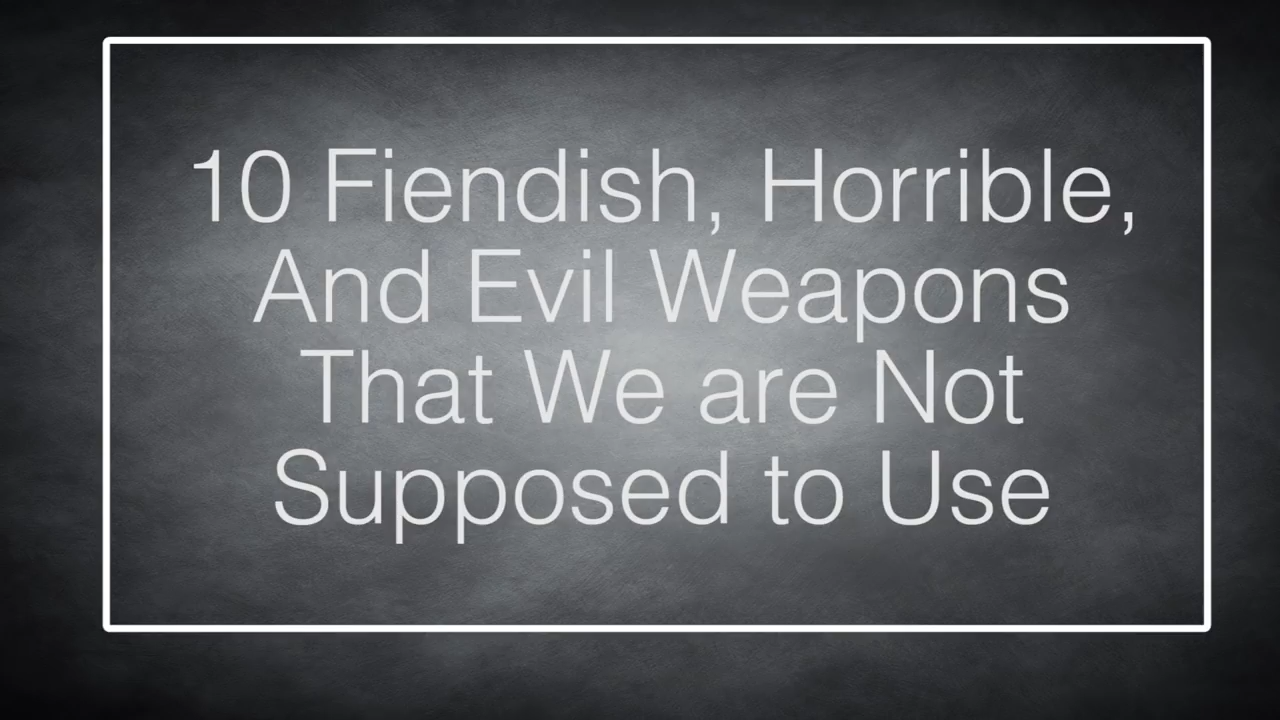 10 Fiendish, Horrible,
And Evil Weapons
That We are Not
Supposed to Use